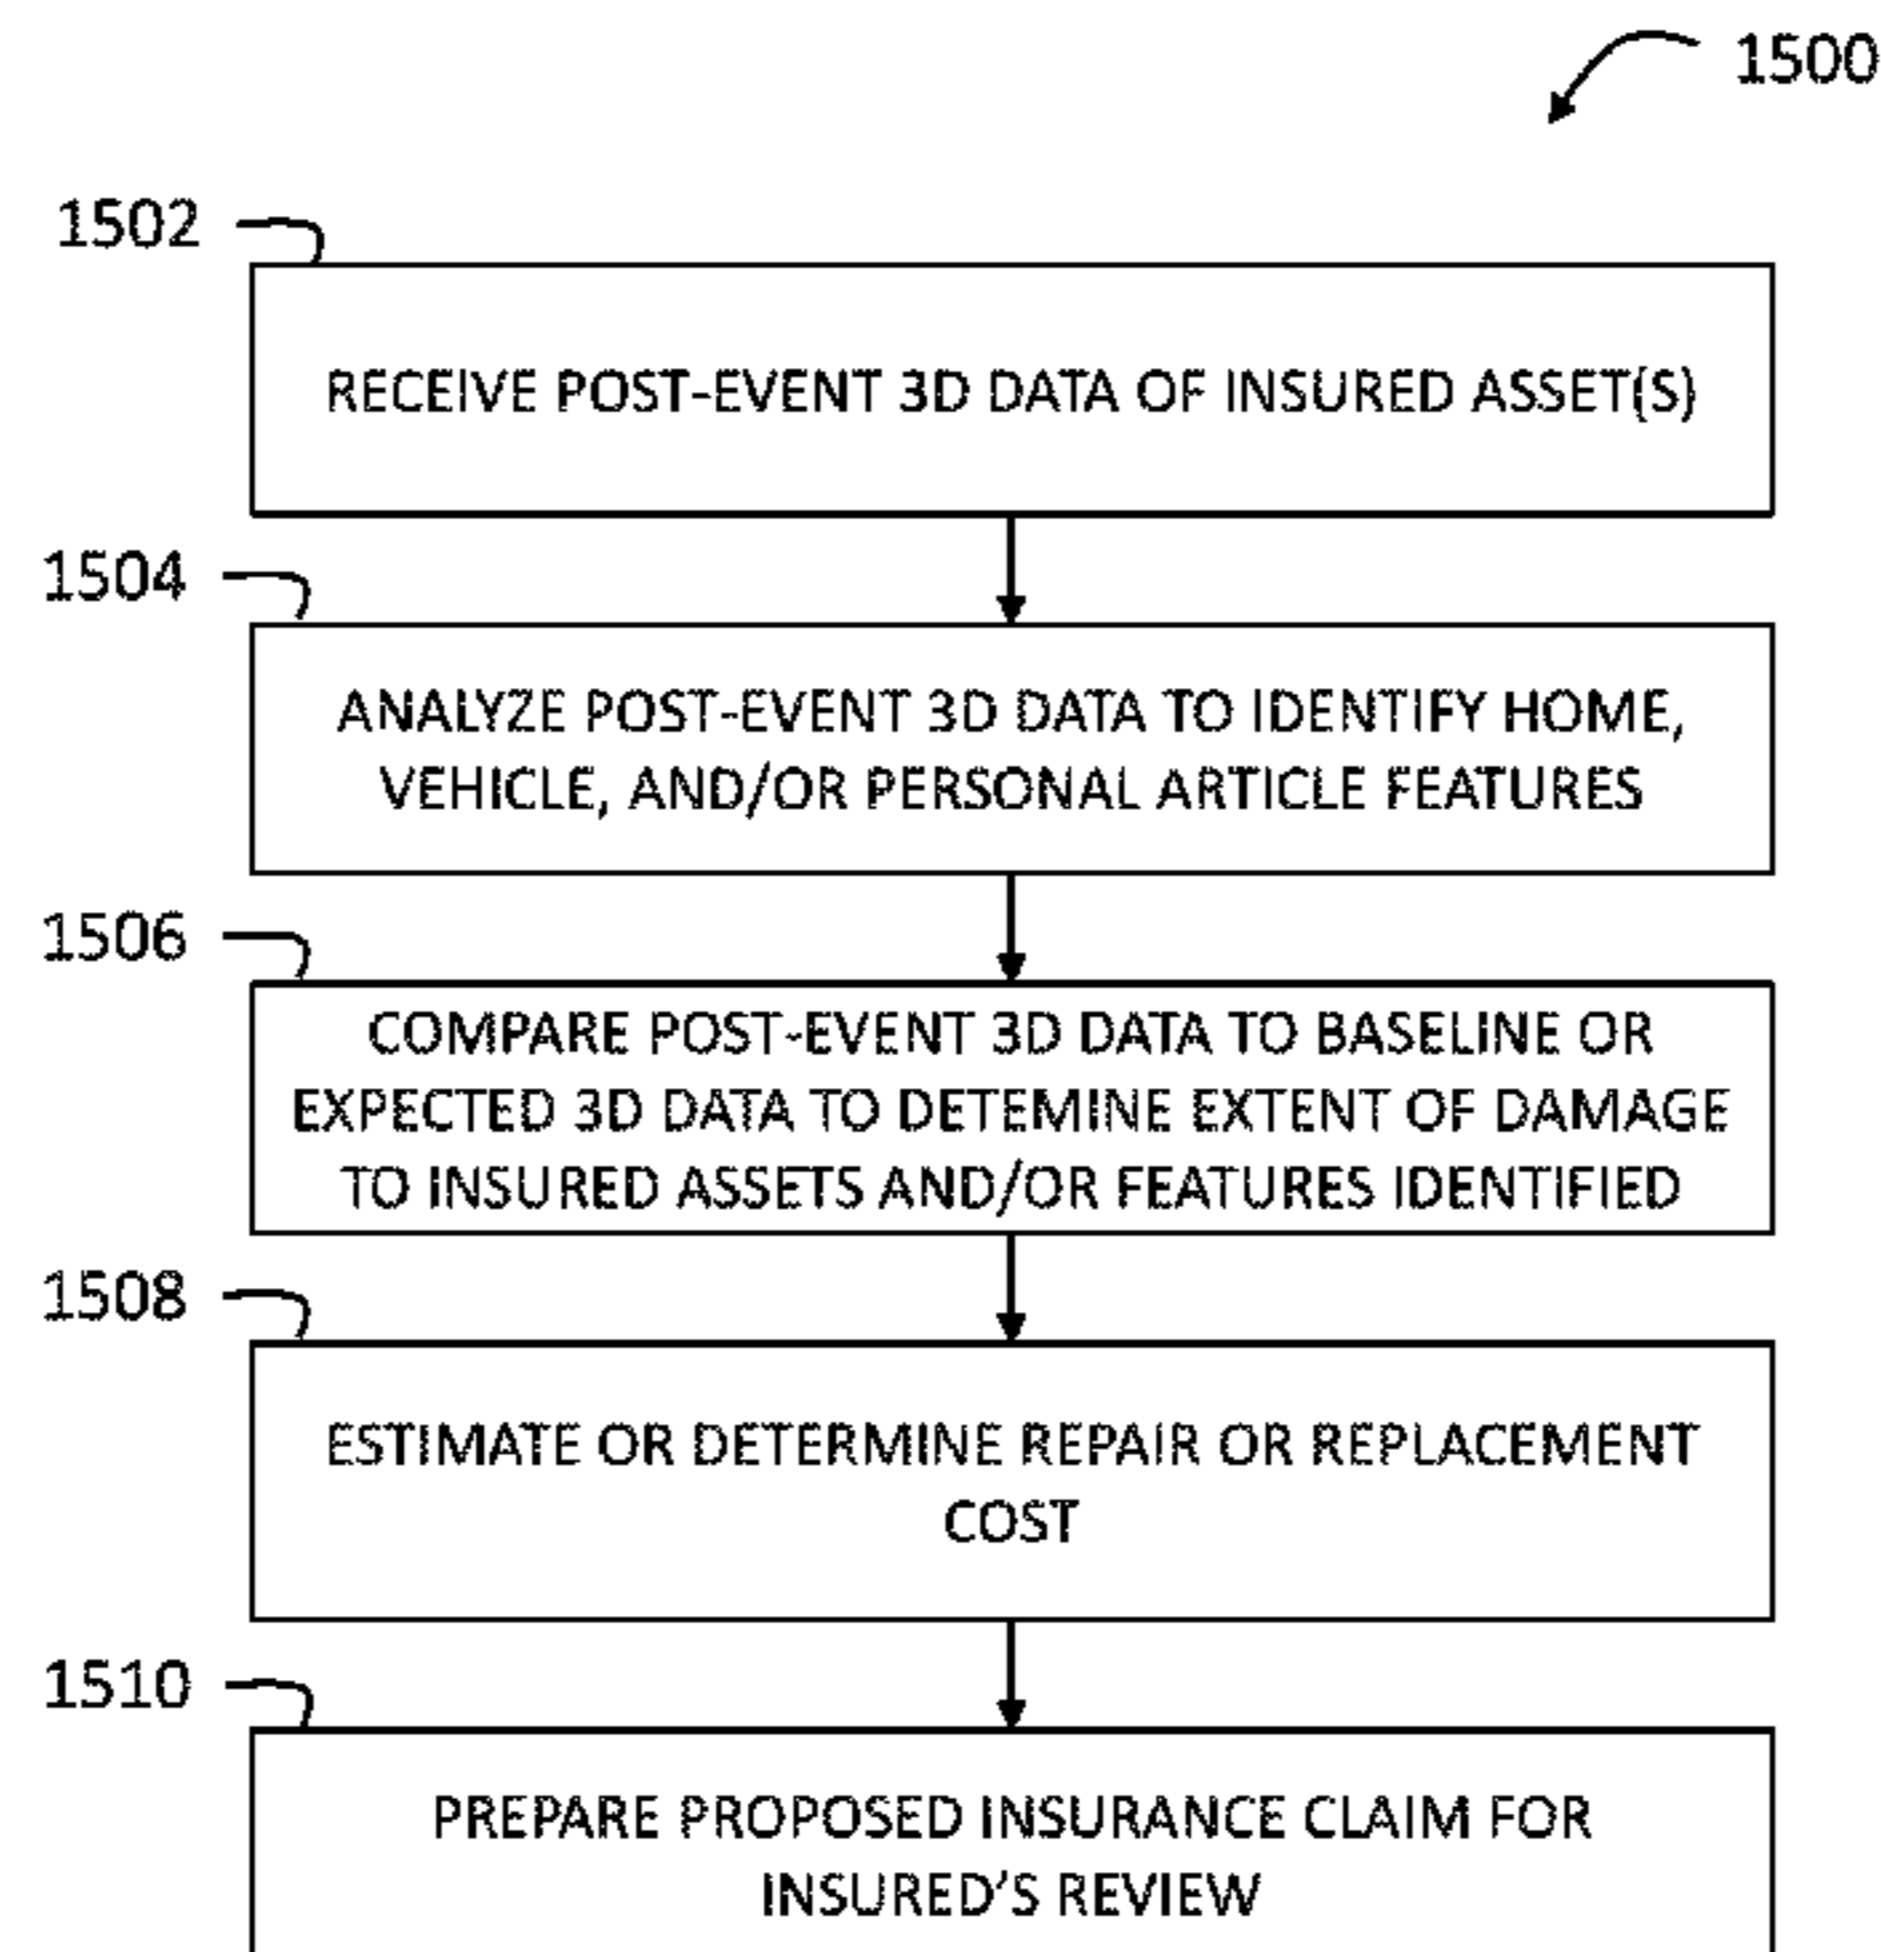 1500
1502
RECEIVE POST-EVENT 3D DATA OF INSURED ASSET(S)
1504
ANALYZE POST-EVENT 3D DATA TO IDENTIFY HOME,
VEHICLE, AND/OR PERSONAL ARTICLE FEATURES
1506
COMPARE POST-EVENT 3D DATA TO BASELINE OR
EXPECTED 3D DATA TO DETEMINE EXTENT OF DAMAGE
TO INSURED ASSETS AND/OR FEATURES IDENTIFIED
1508
ESTIMATE OR DETERMINE REPAIR OR REPLACEMENT
COST
1510
PREPARE PROPOSED INSURANCE CLAIM FOR
INSURED'S REVIEW